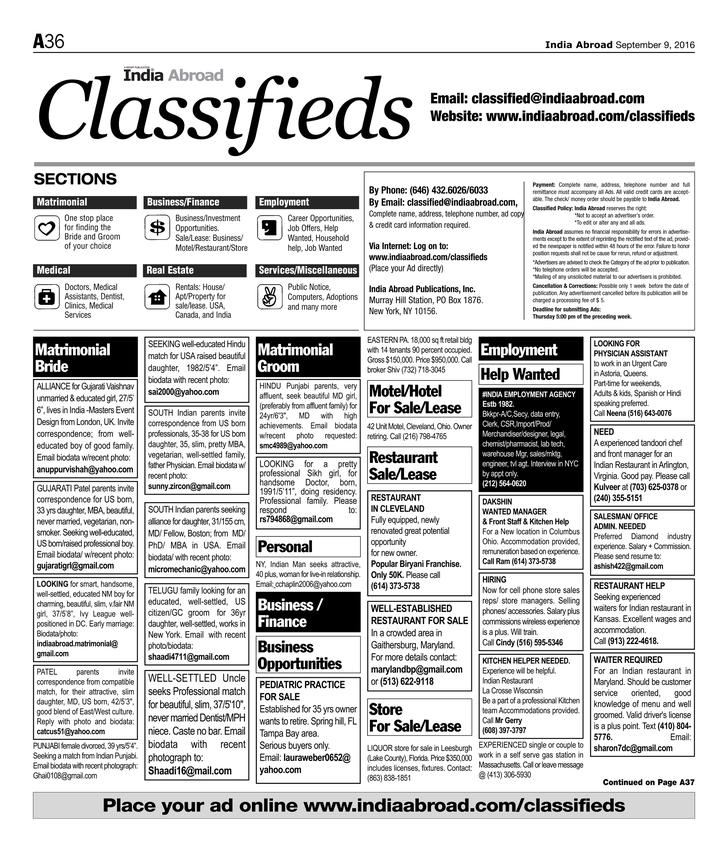 A36
India Abroad September 9, 2016
India Abroad
Classifieds
Email: classified@indiaabroad.com
Website: www.indiaabroad.com/classifieds
SECTIONS
Matrimonial
One stop place
for finding the
Bride and Groom
of your choice
Business/Finance
Business/Investment
Opportunities.
Sale/Lease: Business/
Motel/Restaurant/Store
Employment
Career Opportunities,
Job Offers, Help
Wanted, Household
help, Job Wanted
Medical
Doctors, Medical
Assistants, Dentist,
Clinics, Medical
Services
Real Estate
Rentals: House/
Apt/Property for
sale/lease. USA,
Canada, and India
Services/Miscellaneous
Public Notice,
Computers, Adoptions
and many more
By Phone: (646) 432.6026/6033
By Email: classified@indiaabroad.com,
Complete name, address, telephone number, ad copy
& credit card information required.
Via Internet: Log on to:
www.indiaabroad.com/classifieds
(Place your Ad directly)
India Abroad Publications, Inc.
Murray Hill Station, PO Box 1876.
New York, NY 10156.
Payment: Complete name, address, telephone number and full
remittance must accompany all Ads. All valid credit cards are accept-
able. The check/ money order should be payable to India Abroad.
Classified Policy: India Abroad reserves the right:
*Not to accept an advertiser's order.
*To edit or alter any and all ads.
India Abroad assumes no financial responsibility for errors in advertise-
ments except to the extent of reprinting the rectified text of the ad, provid-
ed the newspaper is notified within 48 hours of the error. Failure to honor
position requests shall not be cause for rerun, refund or adjustment.
*Advertisers are advised to check the Category of the ad prior to publication.
*No telephone orders will be accepted.
*Mailing of any unsolicited material to our advertisers is prohibited.
Cancellation & Corrections: Possible only 1 week before the date of
publication. Any advertisement cancelled before its publication will be
charged a processing fee of $ 5.
Deadline for submitting Ads:
Thursday 5:00 pm of the preceding week.
Matrimonial
Bride
ALLIANCE for Gujarati Vaishnav
unmarried & educated girl, 27/5'
6", lives in India -Masters Event
Design from London, UK. Invite
correspondence; from well-
educated boy of good family.
Email biodata w/recent photo:
anuppurvishah@yahoo.com
GUJARATI Patel parents invite
correspondence for US born,
33 yrs daughter, MBA, beautiful,
never married, vegetarian, non-
smoker. Seeking well-educated,
US born/raised professional boy.
Email biodata/ w/recent photo:
gujaratigrl@gmail.com
LOOKING for smart, handsome,
well-settled, educated NM boy for
charming, beautiful, slim, v.fair NM
girl, 37/5'8", Ivy League well-
positioned in DC. Early marriage:
Biodata/photo:
indiaabroad.matrimonial@
gmail.com
PATEL parents invite
correspondence from compatible
match, for their attractive, slim
daughter, MD, US born, 42/5'3",
good blend of East/West culture.
Reply with photo and biodata:
catcus51@yahoo.com
PUNJABI female divorced, 39 yrs/5'4".
Seeking a match from Indian Punjabi.
Email biodata with recent photograph:
Ghai0108@gmail.com
SEEKING well-educated Hindu
match for USA raised beautiful
daughter, 1982/5'4". Email
biodata with recent photo:
sai2000@yahoo.com
SOUTH Indian parents invite
correspondence from US born
professionals, 35-38 for US born
daughter, 35, slim, pretty, MBA,
vegetarian, well-settled family,
father Physician. Email biodata w/
recent photo:
sunny.zircon@gmail.com
SOUTH Indian parents seeking
alliance for daughter, 31/155 cm,
MD/ Fellow, Boston; from MD/
PhD/ MBA in USA. Email
biodata/ with recent photo:
micromechanic@yahoo.com
TELUGU family looking for an
educated, well-settled, US
citizen/GC groom for 36yr
daughter, well-settled, works in
New York. Email with recent
photo/biodata:
shaadi4711@gmail.com
WELL-SETTLED Uncle
seeks Professional match
for beautiful, slim, 37/5'10",
never married Dentist/MPH
niece. Caste no bar. Email
biodata with recent
photograph to:
Shaadi16@mail.com
Matrimonial
Groom
HINDU Punjabi parents, very
affluent, seek beautiful MD girl,
(preferably from affluent family) for
24yr/6'3", MD with high
achievements. Email biodata
w/recent photo requested:
smc4989@yahoo.com
LOOKING for a pretty
professional Sikh girl, for
handsome Doctor, born,
1991/5'11", doing residency.
Professional family. Please
respond to:
rs794868@gmail.com
Personal
NY, Indian Man seeks attractive,
40 plus, woman for live-in relationship.
Email:_cchaplin2006@yahoo.com
Business /
Finance
Business
Opportunities
PEDIATRIC PRACTICE
FOR SALE
Established for 35 yrs owner
wants to retire. Spring hill, FL
Tampa Bay area.
Serious buyers only.
Email: lauraweber0652@
yahoo.com
EASTERN PA. 18,000 sq ft retail bldg
with 14 tenants 90 percent occupied.
Gross $150,000. Price $950,000. Call
broker Shiv (732) 718-3045
Motel/Hotel
For Sale/Lease
42 Unit Motel, Cleveland, Ohio. Owner
retiring. Call (216) 798-4765
Restaurant
Sale/Lease
RESTAURANT
IN CLEVELAND
Fully equipped, newly
renovated great potential
opportunity
for new owner.
Popular Biryani Franchise.
Only 50K. Please call
(614) 373-5738
WELL-ESTABLISHED
RESTAURANT FOR SALE
In a crowded area in
Gaithersburg, Maryland.
For more details contact:
marylandbp@gmail.com
or (513) 622-9118
Store
For Sale/Lease
LIQUOR store for sale in Leesburgh
(Lake County), Florida. Price $350,000
includes licenses, fixtures. Contact:
(863) 838-1851
Employment
Help Wanted
#INDIA EMPLOYMENT AGENCY
Estb 1982.
Bkkpr-A/C,Secy, data entry,
Clerk, CSR,Import/Prod/
Merchandiser/designer, legal,
chemist/pharmacist, lab tech,
warehouse Mgr, sales/mktg,
engineer, tvl agt. Interview in NYC
by appt only.
(212) 564-0620
DAKSHIN
WANTED MANAGER
& Front Staff & Kitchen Help
For a New location in Columbus
Ohio. Accommodation provided,
remuneration based on experience.
Call Ram (614) 373-5738
HIRING
Now for cell phone store sales
reps/ store managers. Selling
phones/ accessories. Salary plus
commissions wireless experience
is a plus. Will train.
Call Cindy (516) 595-5346
KITCHEN HELPER NEEDED.
Experience will be helpful.
Indian Restaurant
La Crosse Wisconsin
Be a part of a professional Kitchen
team Accommodations provided.
Call Mr Gerry
(608) 397-3797
EXPERIENCED single or couple to
work in a self serve gas station in
Massachusetts. Call or leave message
@ (413) 306-5930
LOOKING FOR
PHYSICIAN ASSISTANT
to work in an Urgent Care
in Astoria, Queens.
Part-time for weekends,
Adults & kids, Spanish or Hindi
speaking preferred.
Call Neena (516) 643-0076
NEED
A experienced tandoori chef
and front manager for an
Indian Restaurant in Arlington,
Virginia. Good pay. Please call
Kulveer at (703) 625-0378 or
(240) 355-5151
SALESMAN/ OFFICE
ADMN. NEEDED
Preferred Diamond industry
experience. Salary + Commission.
Please send resume to:
ashish422@gmail.com
RESTAURANT HELP
Seeking experienced
waiters for Indian restaurant in
Kansas. Excellent wages and
accommodation.
Call (913) 222-4618.
WAITER REQUIRED
For an Indian restaurant in
Maryland. Should be customer
service oriented, good
knowledge of menu and well
groomed. Valid driver's license
is a plus point. Text (410) 804-
5776. Email:
sharon7dc@gmail.com
Continued on Page A37
Place your ad online www.indiaabroad.com/classifieds